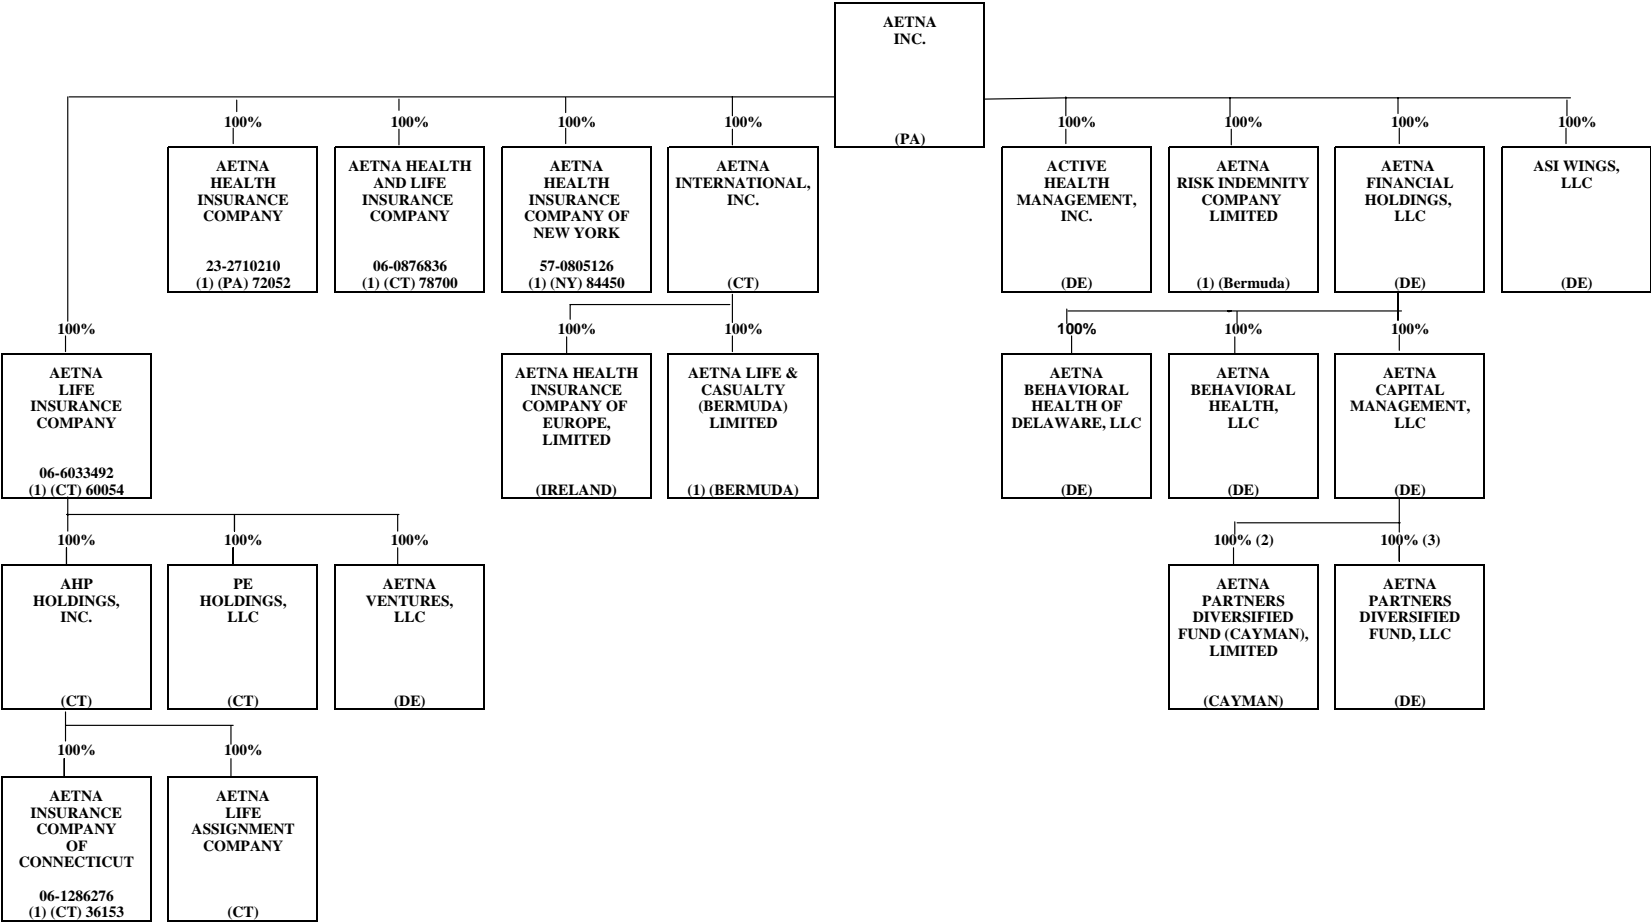 AETNA
INC.
(PA)
100%
100%
100%
100%
100%
100%
100%
100%
AETNA
HEALTH
INSURANCE
COMPANY
23-2710210
(1) (PA) 72052
AETNA HEALTH
AND LIFE
INSURANCE
COMPANY
06-0876836
(1) (CT) 78700
AETNA
HEALTH
INSURANCE
COMPANY OF
NEW YORK
57-0805126
(1) (NY) 84450
AETNA
INTERNATIONAL,
INC.
(CT)
ACTIVE
HEALTH
MANAGEMENT,
INC.
(DE)
AETNA
RISK INDEMNITY
COMPANY
LIMITED
(1) (Bermuda)
AETNA
FINANCIAL
HOLDINGS,
LLC
(DE)
ASI WINGS,
LLC
(DE)
100%
100%
100%
100%
100%
100%
AETNA
LIFE
INSURANCE
COMPANY
06-6033492
(1) (CT) 60054
AETNA HEALTH
INSURANCE
COMPANY OF
EUROPE,
LIMITED
(IRELAND)
AETNA LIFE &
CASUALTY
(BERMUDA)
LIMITED
(1) (BERMUDA)
AETNA
BEHAVIORAL
HEALTH OF
DELAWARE, LLC
(DE)
AETNA
BEHAVIORAL
HEALTH,
LLC
(DE)
AETNA
CAPITAL
MANAGEMENT,
LLC
(DE)
100%
100%
100%
100% (2)
100% (3)
AHP
HOLDINGS,
INC.
(CT)
PE
HOLDINGS,
LLC
(CT)
AETNA
VENTURES,
LLC
(DE)
AETNA
PARTNERS
DIVERSIFIED
FUND (CAYMAN),
LIMITED
(CAYMAN)
AETNA
PARTNERS
DIVERSIFIED
FUND, LLC
(DE)
100%
100%
AETNA
INSURANCE
COMPANY
OF
CONNECTICUT
06-1286276
(1) (CT) 36153
AETNA
LIFE
ASSIGNMENT
COMPANY
(CT)